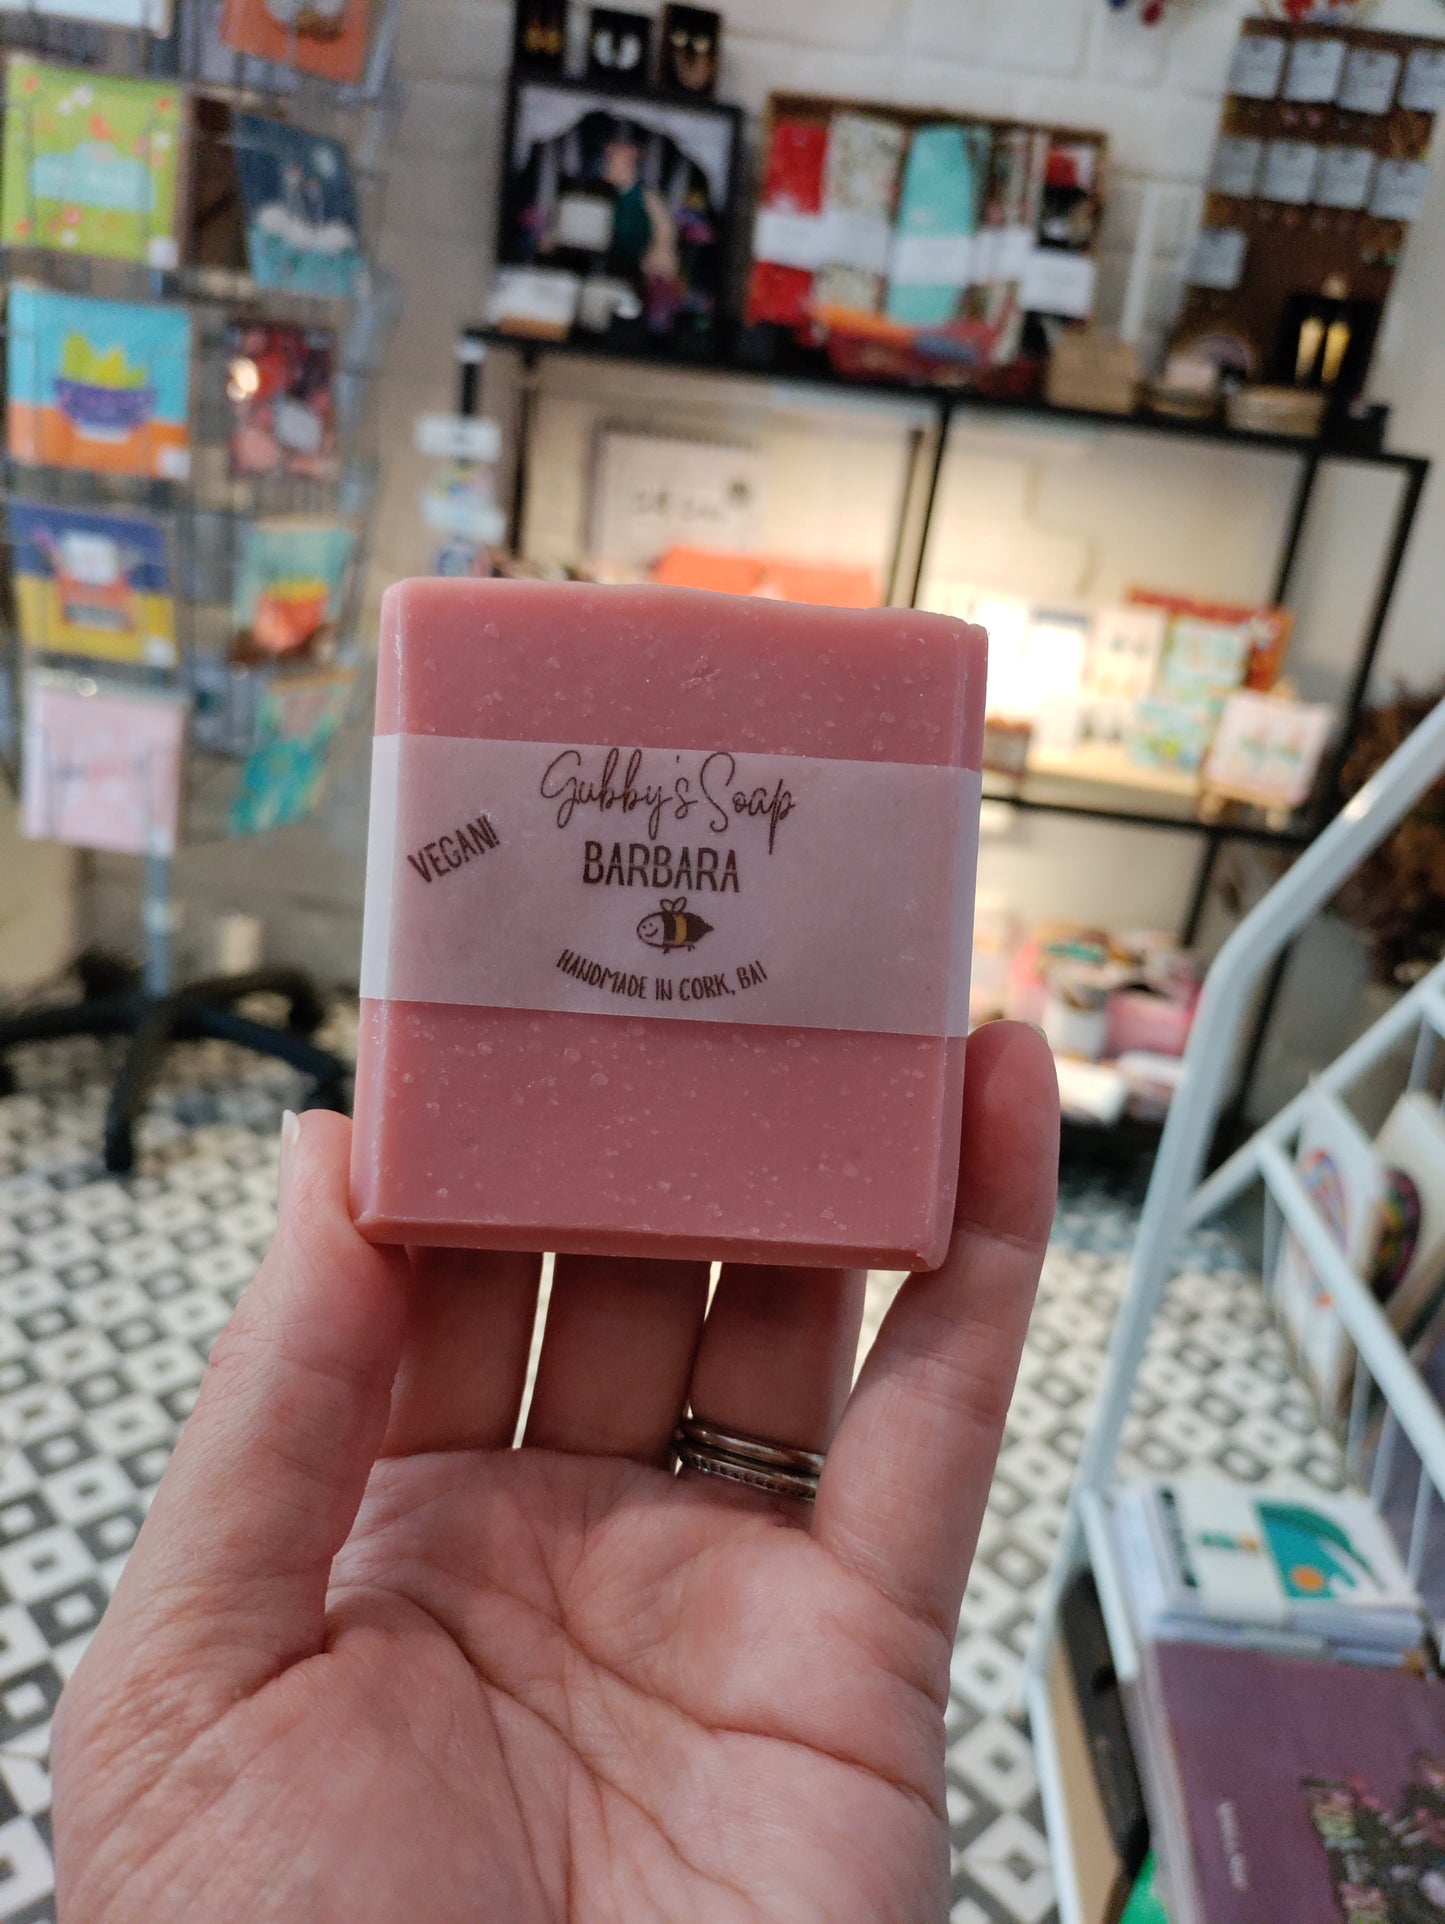 Gubby's Soap
VEGAN!
BARBARA
HANDMADE IN CORK, BAI